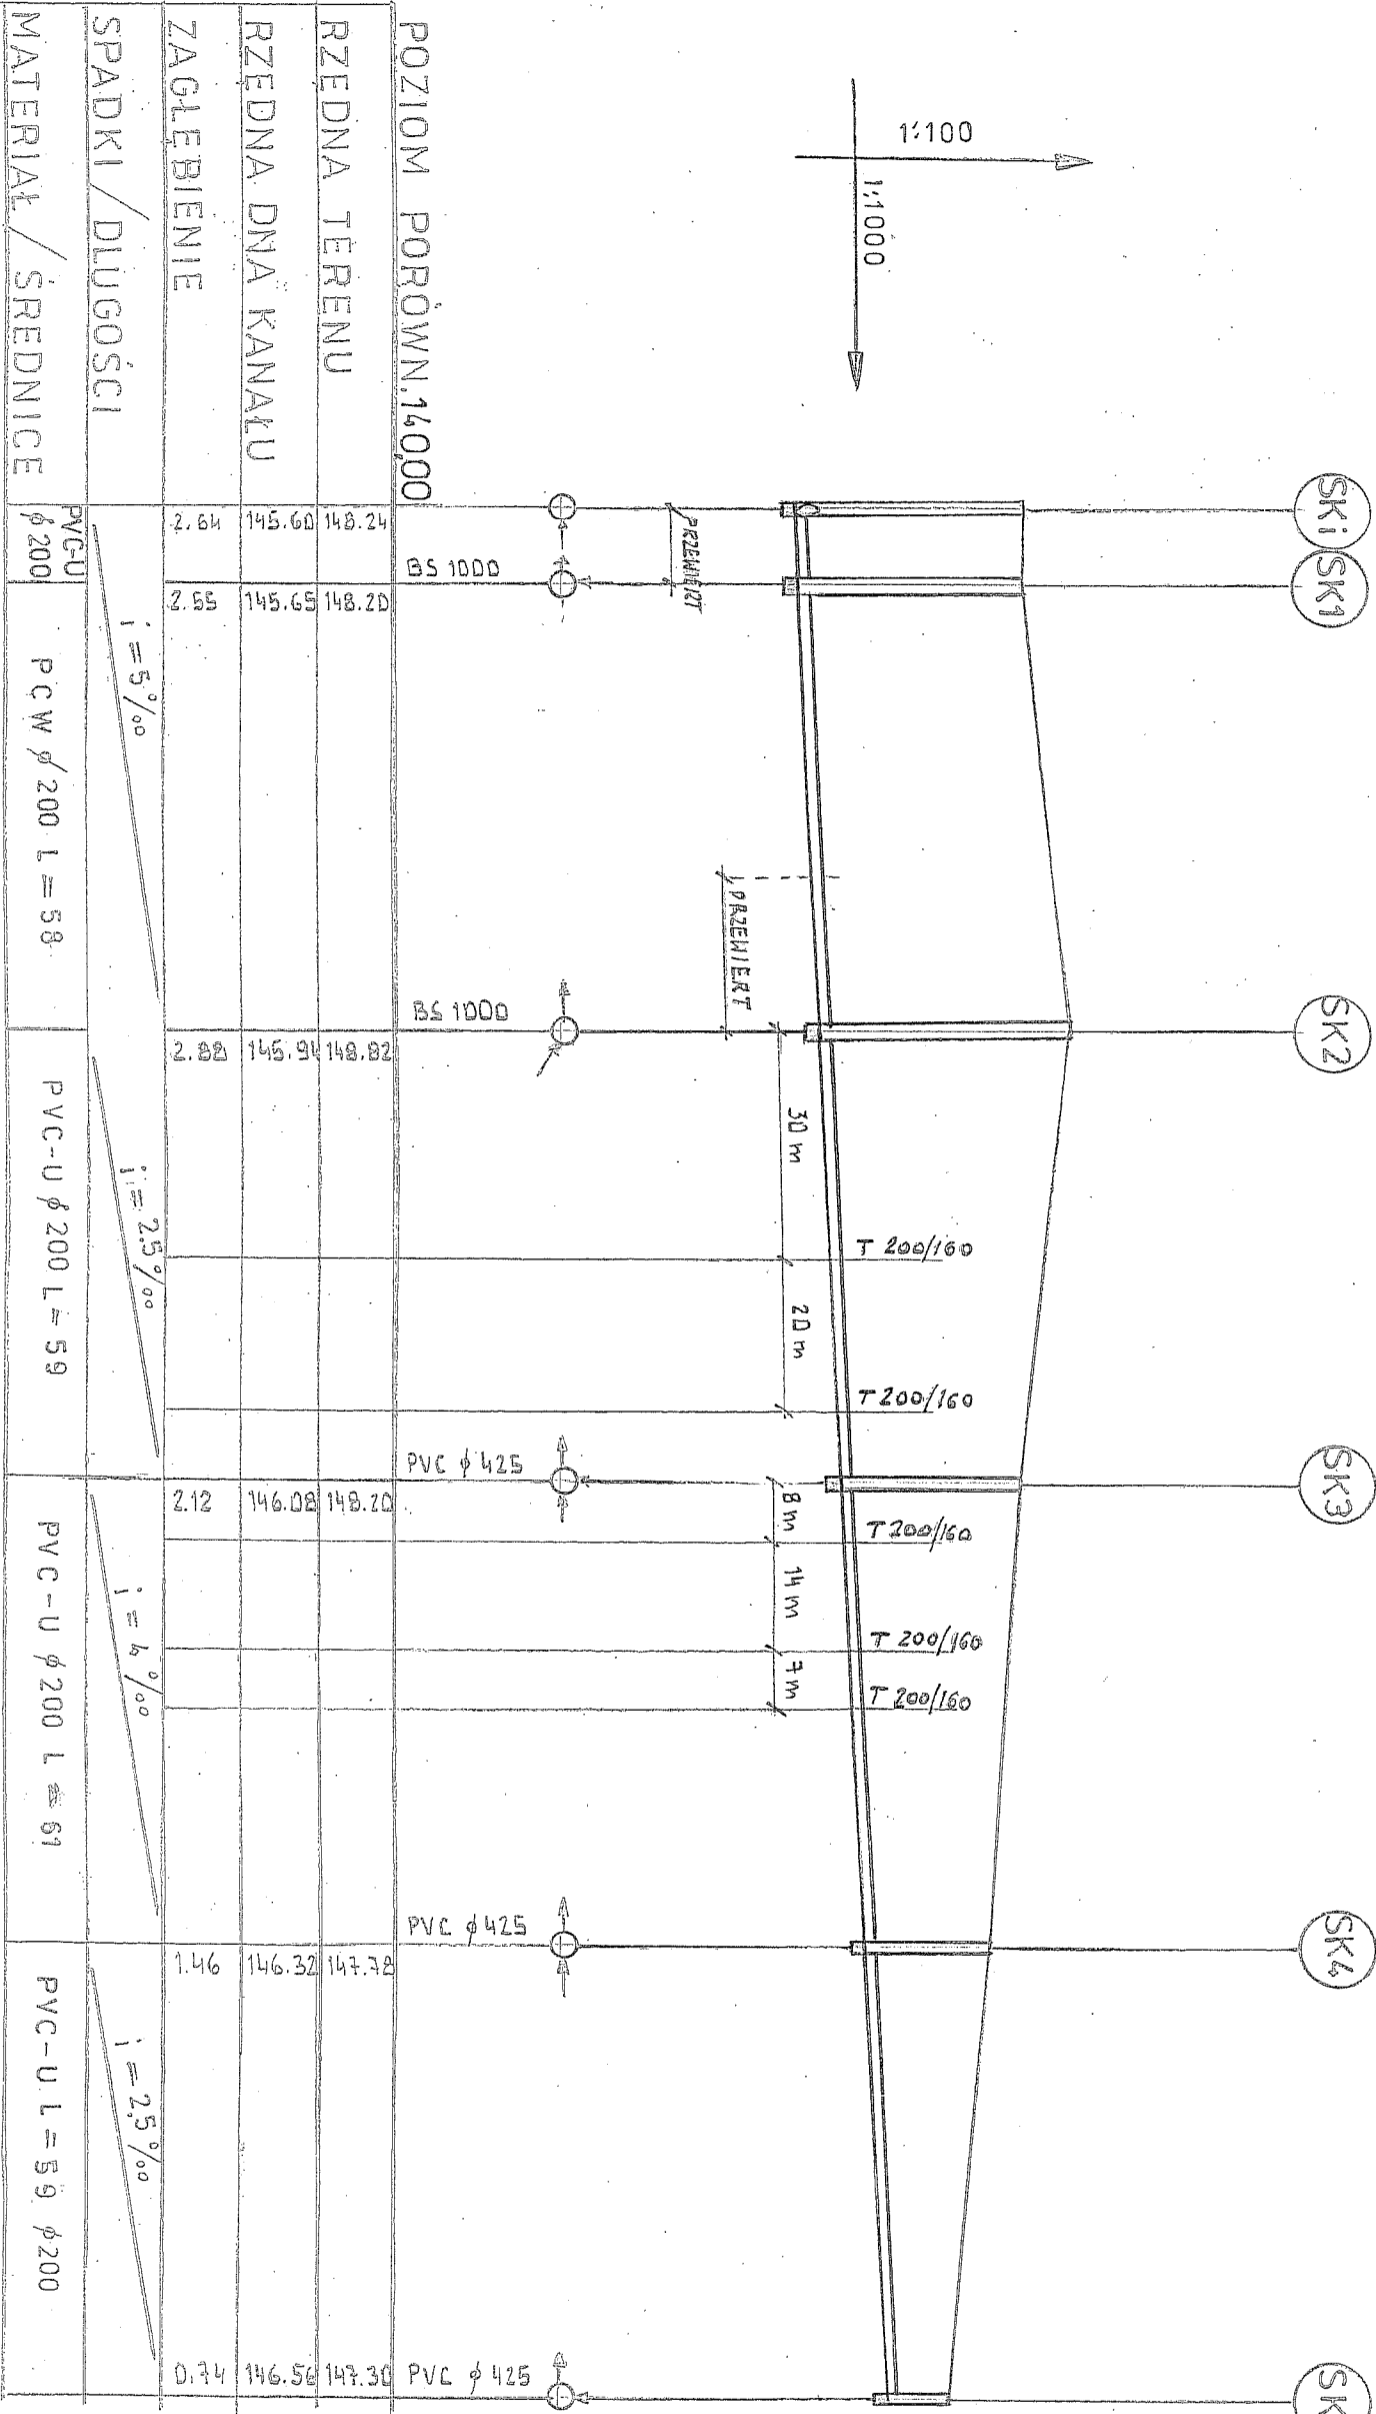 SKi
SK1
SK2
SK3
SK4
SK
1:100
1:1000
PRZEWIERT
PRZEWIERT
30 m
20 m
8 m
14 m
7 m
T 200/160
T 200/160
T 200/160
T 200/160
T 200/160
BS 1000
BS 1000
PVC ø 425
PVC ø 425
PVC ø 425
POZIOM PORÓWN. 140,00
RZEDNA TERENU
148.24
148.20
148.82
148.20
147.78
147.30
RZEDNA DNA KANAŁU
145.60
145.65
145.94
146.08
146.32
146.56
ZAGŁĘBIENIE
2.64
2.55
2.88
2.12
1.46
0.74
SPADKI / DŁUGOŚCI
i = 5 ‰
i = 2.5 ‰
i = 4 ‰
i = 2,5 ‰
MATERIAŁ / ŚREDNICE
PVC-U
ø 200
PCW ø 200 L = 58
PVC-U ø 200 L = 59
PVC-U ø 200 L = 61
PVC-U L = 59 ø 200